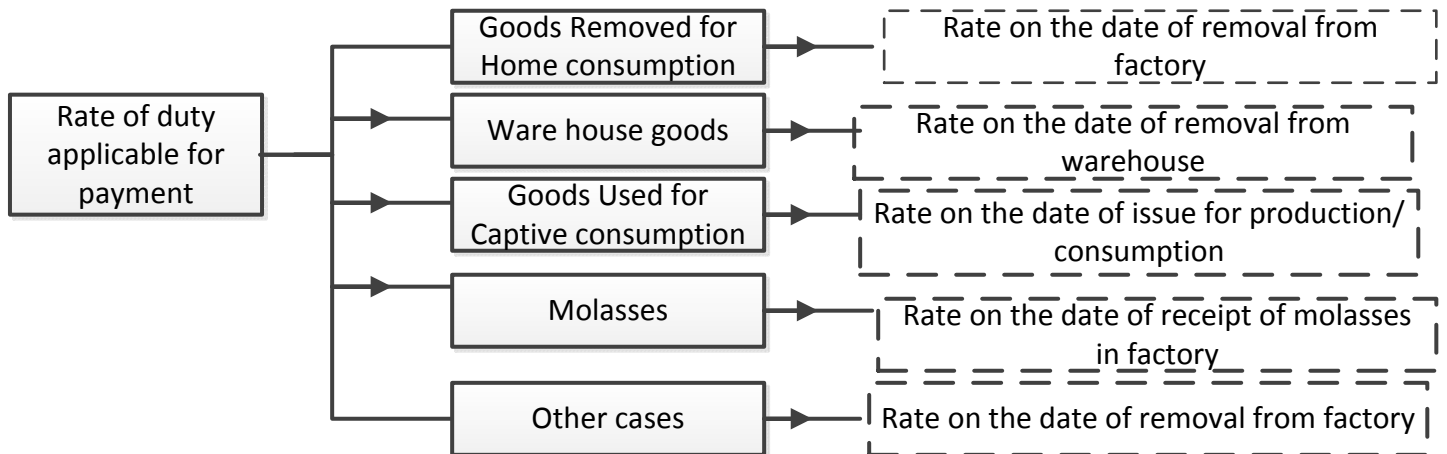 Rate of duty
applicable for
payment
Goods Removed for
Home consumption
Rate on the date of removal from
factory
Ware house goods
Rate on the date of removal from
warehouse
Goods Used for
Captive consumption
Rate on the date of issue for production/
consumption
Molasses
Rate on the date of receipt of molasses
in factory
Other cases
Rate on the date of removal from factory